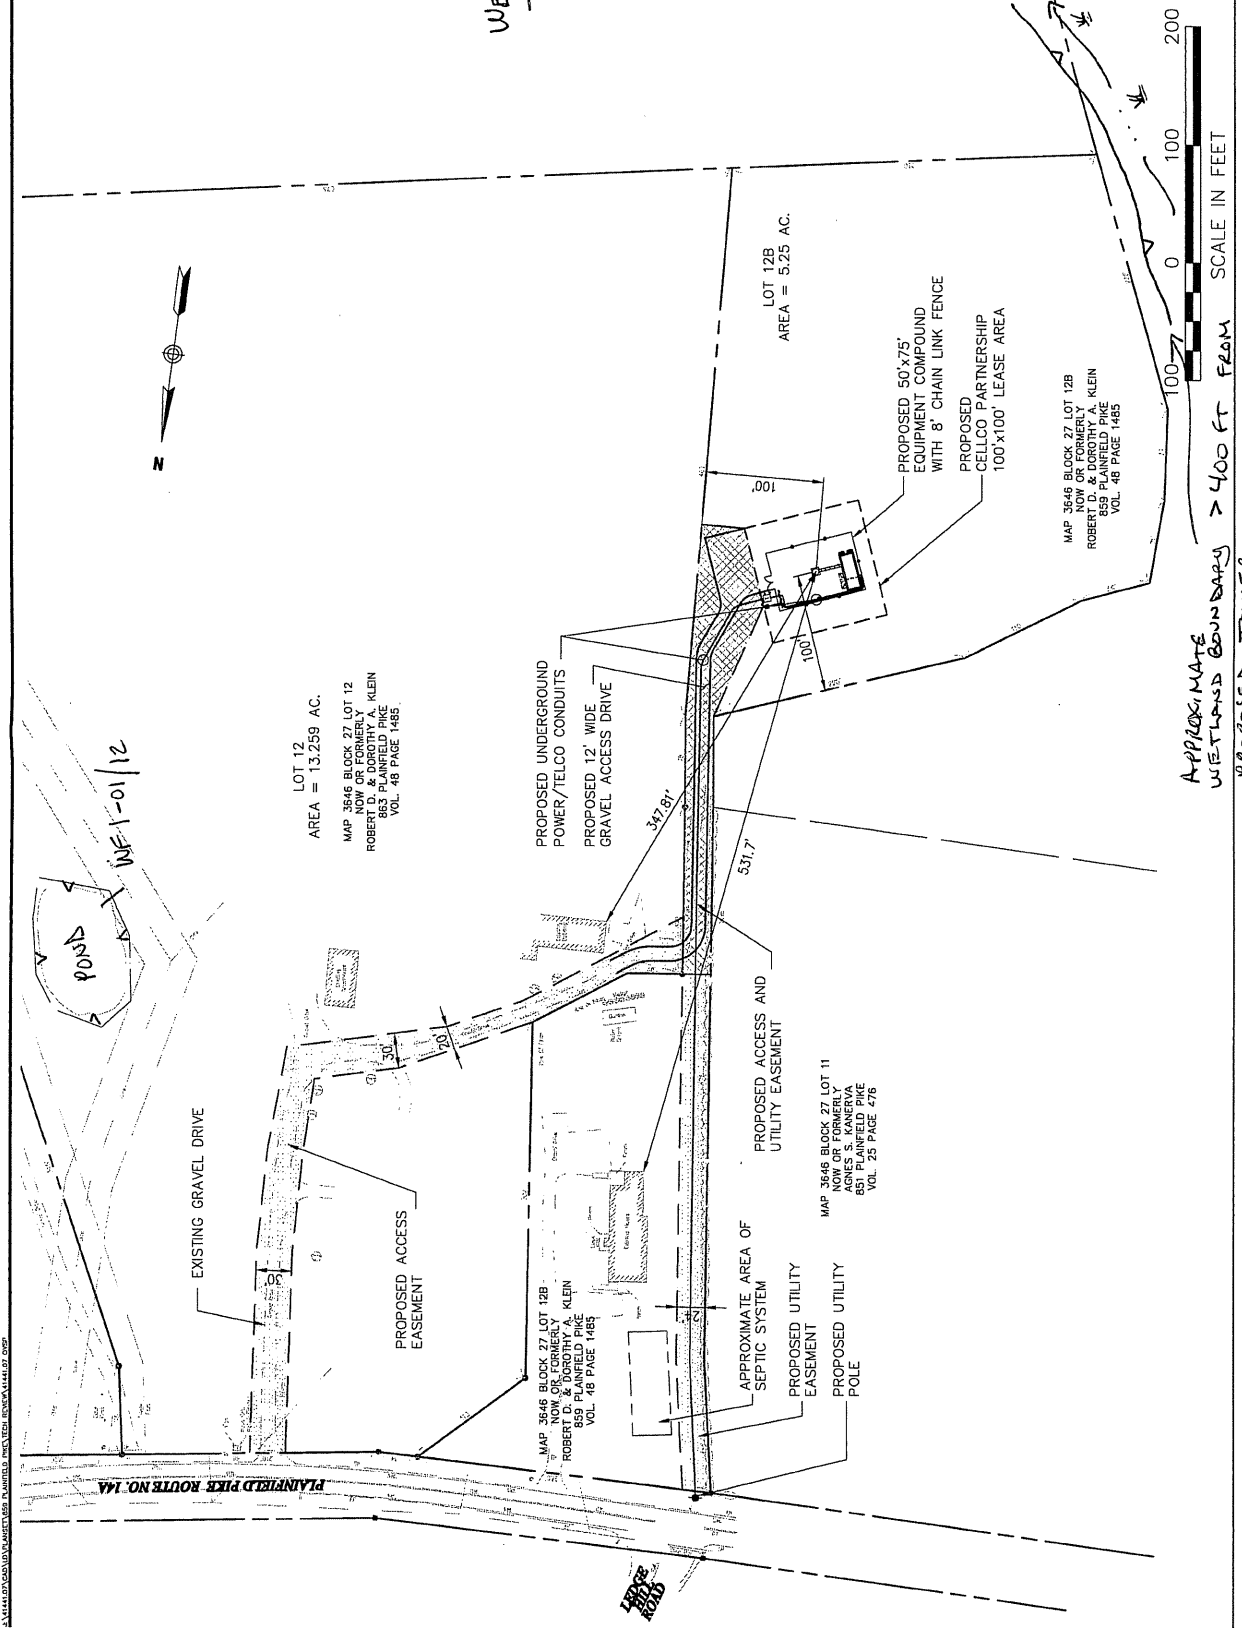 WE
200
100
0
100
SCALE IN FEET
N
LOT 12B
AREA = 5.25 AC.
PROPOSED 50'x75'
EQUIPMENT COMPOUND
WITH 8' CHAIN LINK FENCE
PROPOSED
CELLCO PARTNERSHIP
100'x100' LEASE AREA
MAP 3646 BLOCK 27 LOT 12B
NOW OR FORMERLY
ROBERT D. & DOROTHY A. KLEIN
859 PLAINFIELD PIKE
VOL. 48 PAGE 1485
100'
100'
APPROXIMATE
WETLAND BOUNDARY > 400 FT FROM
PROPOSED TOWER
LOT 12
AREA = 13.259 AC.
MAP 3646 BLOCK 27 LOT 12
NOW OR FORMERLY
ROBERT D. & DOROTHY A. KLEIN
863 PLAINFIELD PIKE
VOL. 48 PAGE 1485
PROPOSED UNDERGROUND
POWER/TELCO CONDUITS
PROPOSED 12' WIDE
GRAVEL ACCESS DRIVE
347.81'
531.7'
WF 1-01/12
POND
EXISTING GRAVEL DRIVE
30'
20'
30'
PROPOSED ACCESS
EASEMENT
PROPOSED ACCESS AND
UTILITY EASEMENT
MAP 3646 BLOCK 27 LOT 11
NOW OR FORMERLY
AGNES S. KANERVA
851 PLAINFIELD PIKE
VOL. 25 PAGE 476
MAP 3646 BLOCK 27 LOT 12B
NOW OR FORMERLY
ROBERT D. & DOROTHY A. KLEIN
859 PLAINFIELD PIKE
VOL. 48 PAGE 1485
APPROXIMATE AREA OF
SEPTIC SYSTEM
PROPOSED UTILITY
EASEMENT
PROPOSED UTILITY
POLE
PLAINFIELD PIKE ROUTE NO. 14A
LEDGE
HILL
ROAD